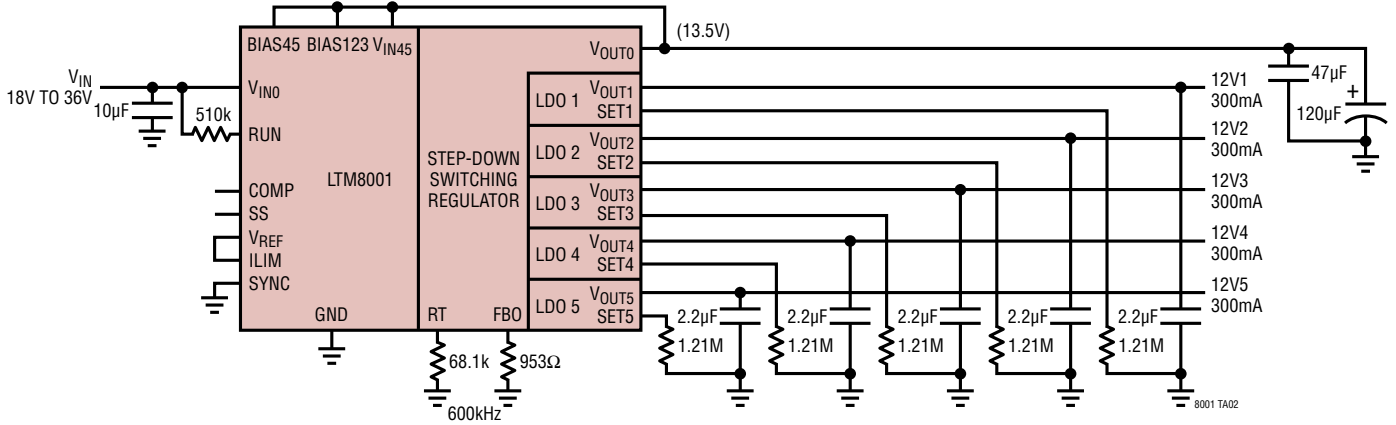 BIAS45 BIAS123 VIN45
VOUT0
(13.5V)
VIN
18V TO 36V
10µF
510k
VIN0
RUN
COMP
SS
VREF
ILIM
SYNC
GND
LTM8001
STEP-DOWN
SWITCHING
REGULATOR
RT
FBO
LDO 1
VOUT1
SET1
LDO 2
VOUT2
SET2
LDO 3
VOUT3
SET3
LDO 4
VOUT4
SET4
LDO 5
VOUT5
SET5
12V1
300mA
12V2
300mA
12V3
300mA
12V4
300mA
12V5
300mA
47µF
+
120µF
2.2µF
1.21M
2.2µF
1.21M
2.2µF
1.21M
2.2µF
1.21M
2.2µF
1.21M
68.1k
953Ω
600kHz
8001 TA02